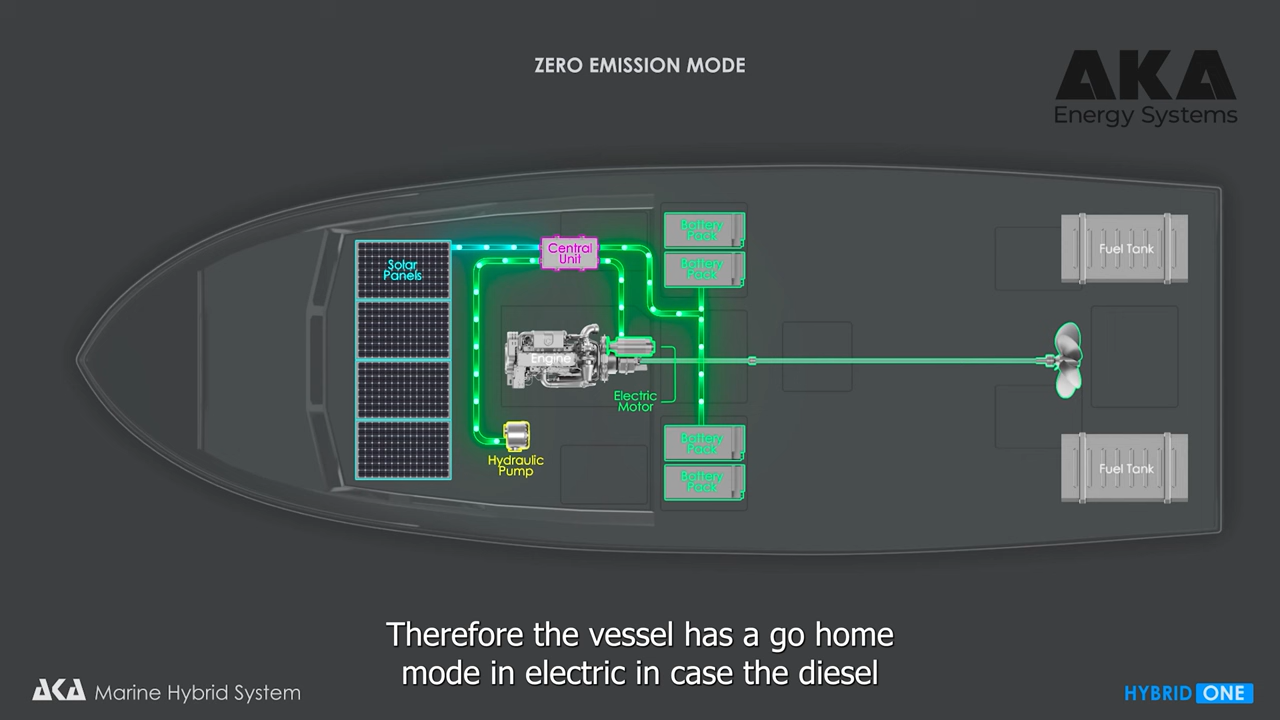 ZERO EMISSION MODE
AKA
Energy Systems
Solar
Panels
Central
Unit
Battery
Pack
Battery
Pack
Fuel Tank
Engine
Electric
Motor
Hydraulic
Pump
Battery
Pack
Battery
Pack
Fuel Tank
Therefore the vessel has a go home
mode in electric in case the diesel
AKA Marine Hybrid System
HYBRID ONE